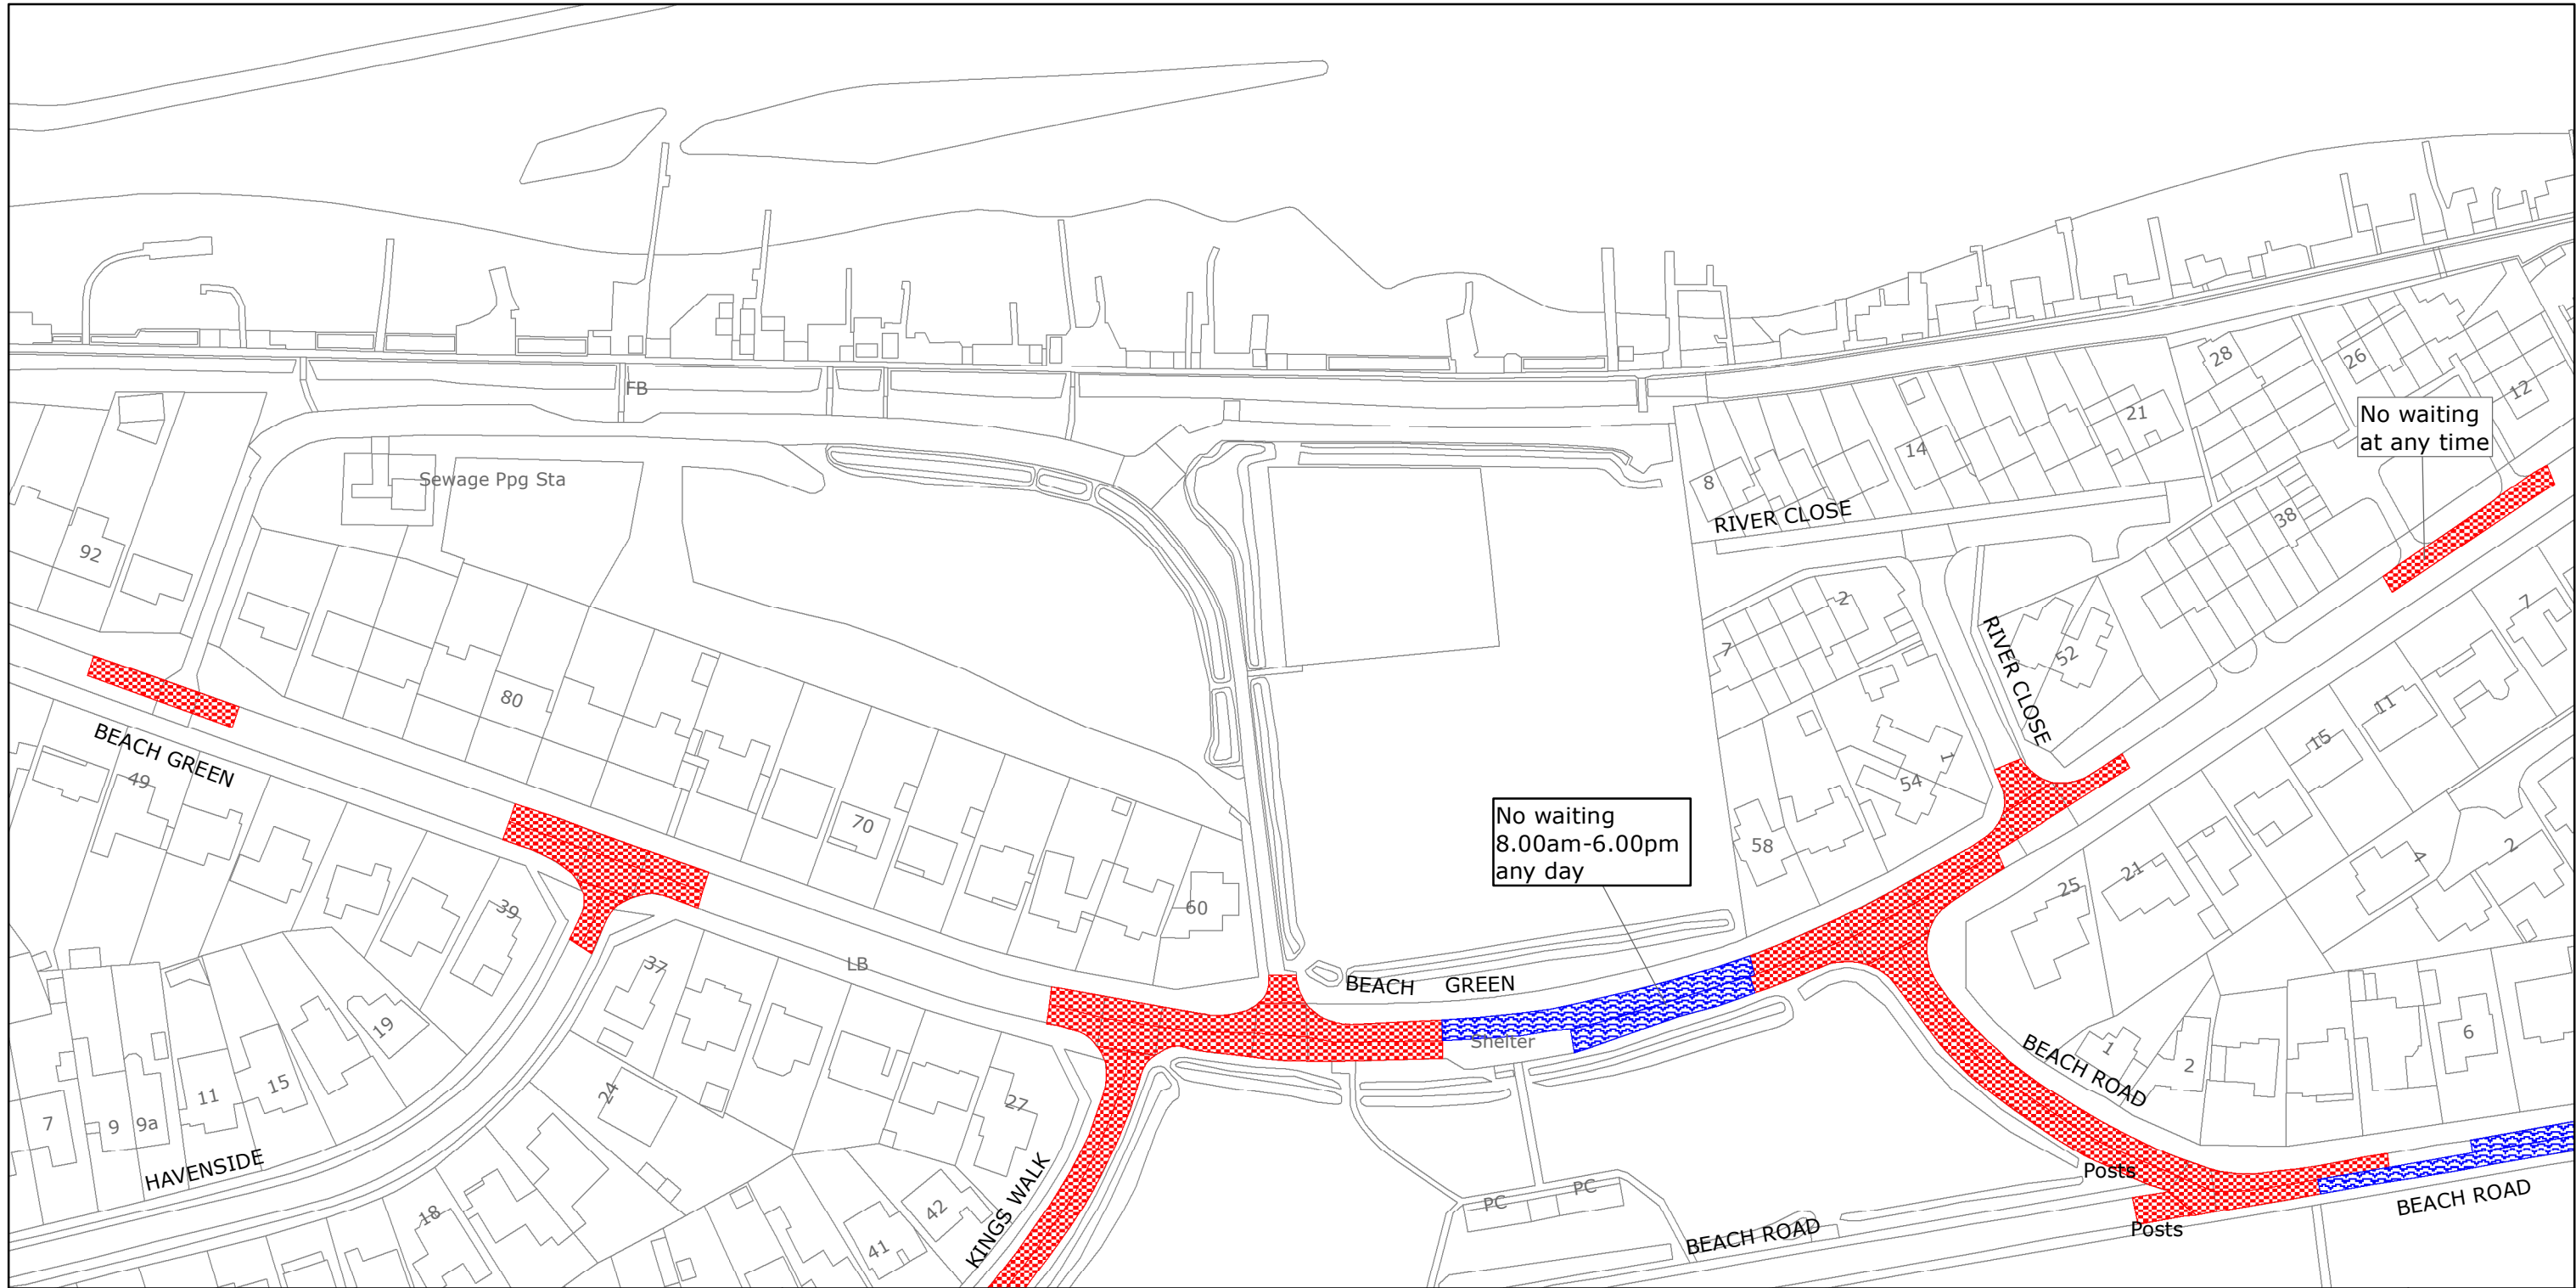 FB
28
26
12
21
No waiting
at any time
14
8
Sewage Ppg Sta
RIVER CLOSE
38
92
2
7
7
RIVER CLOSE
52
80
11
BEACH GREEN
15
49
1
54
70
No waiting
8.00am-6.00pm
any day
58
2
4
21
25
60
39
37
LB
BEACH GREEN
19
Shelter
6
1
2
BEACH ROAD
15
24
11
27
7
9
9a
HAVENSIDE
KINGS WALK
Posts
PC
PC
BEACH ROAD
42
18
41
BEACH ROAD
Posts